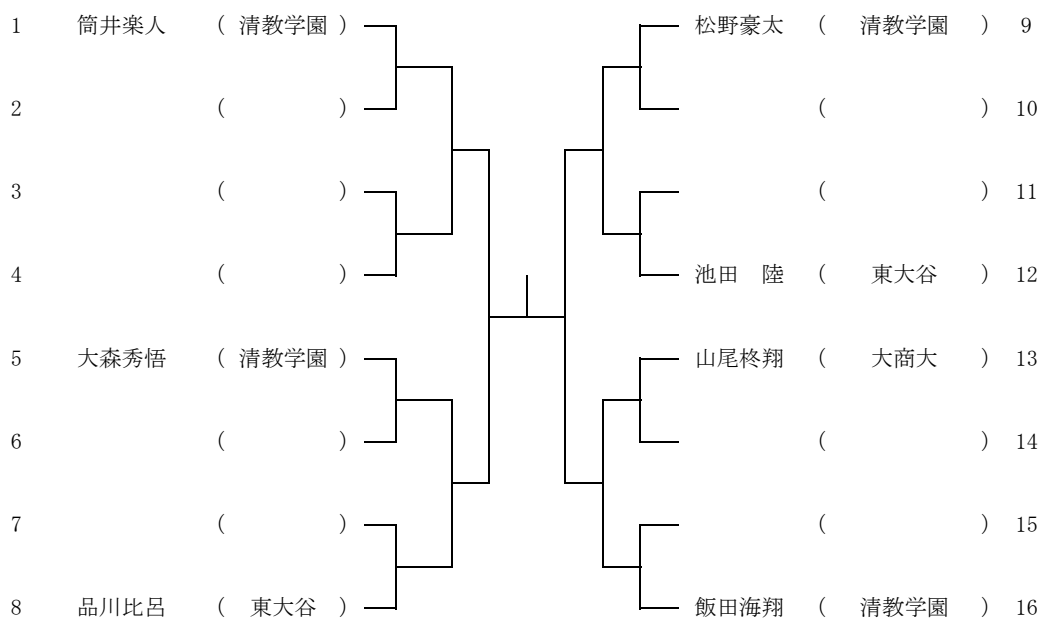 1 筒井楽人 ( 清教学園 ) 松野豪太 ( 清教学園 ) 9
2 ( ) ( ) 10
3 ( ) ( ) 11
4 ( ) 池田 陸 ( 東大谷 ) 12
5 大森秀悟 ( 清教学園 ) 山尾柊翔 ( 大商大 ) 13
6 ( ) ( ) 14
7 ( ) ( ) 15
8 品川比呂 ( 東大谷 ) 飯田海翔 ( 清教学園 ) 16